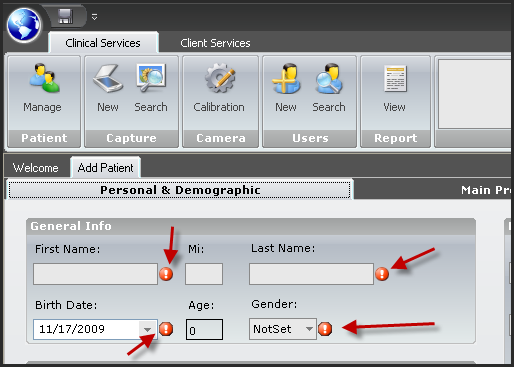 Clinical Services Client Services
Manage New Search Calibration New Search View
Patient Capture Camera Users Report
Welcome Add Patient
Personal & Demographic Main Pr
General Info
First Name: Mi: Last Name:
Birth Date: Age: Gender:
11/17/2009 0 NotSet